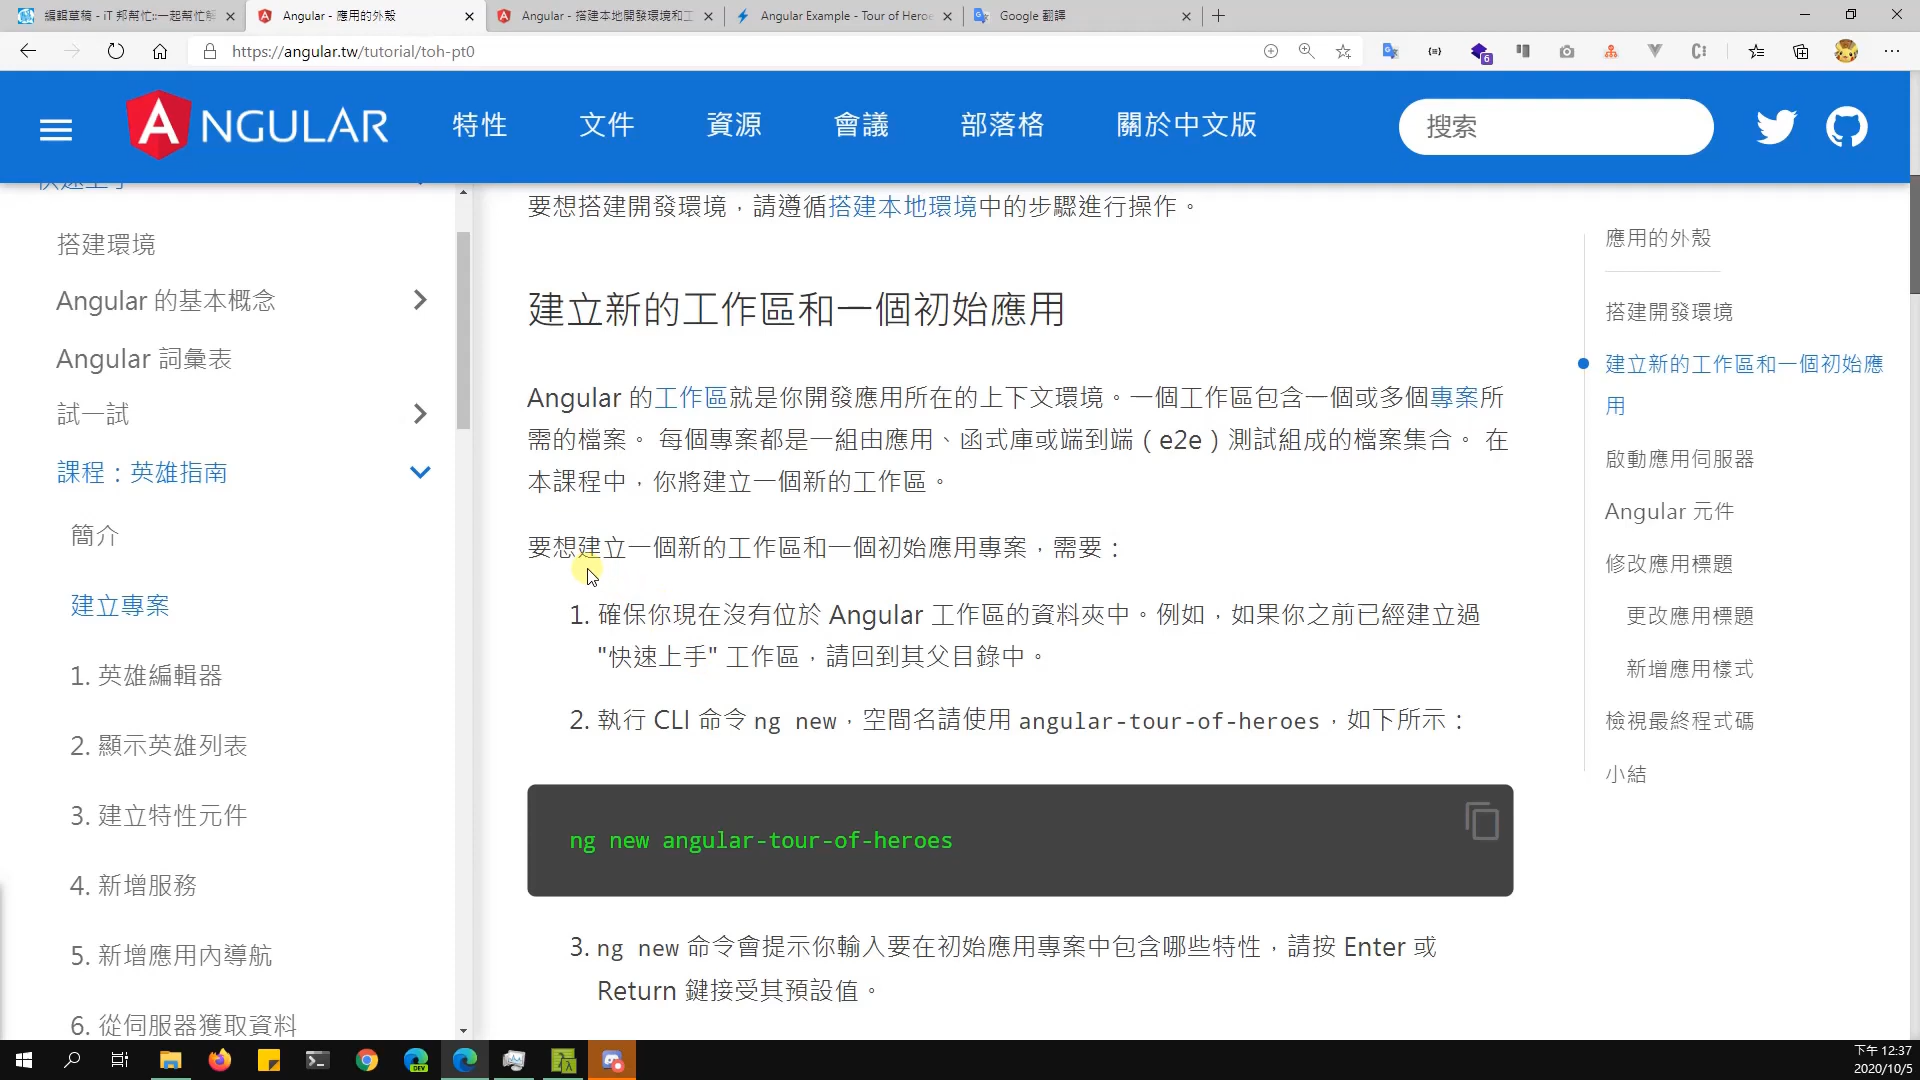 編輯草稿 - iT 邦幫忙::一起幫忙解
Angular - 應用的外殼
Angular - 搭建本地開發環境和工
Angular Example - Tour of Heroe
Google 翻譯
https://angular.tw/tutorial/toh-pt0
6
DEV
ANGULAR
特性
文件
資源
會議
部落格
關於中文版
搜索
快速上手
搭建環境
Angular 的基本概念
Angular 詞彙表
試一試
課程：英雄指南
簡介
建立專案
1. 英雄編輯器
2. 顯示英雄列表
3. 建立特性元件
4. 新增服務
5. 新增應用內導航
6. 從伺服器獲取資料
要想搭建開發環境，請遵循搭建本地環境中的步驟進行操作。
建立新的工作區和一個初始應用
Angular 的工作區就是你開發應用所在的上下文環境。一個工作區包含一個或多個專案所
需的檔案。 每個專案都是一組由應用、函式庫或端到端（e2e）測試組成的檔案集合。 在
本課程中，你將建立一個新的工作區。
要想建立一個新的工作區和一個初始應用專案，需要：
1. 確保你現在沒有位於 Angular 工作區的資料夾中。例如，如果你之前已經建立過
"快速上手" 工作區，請回到其父目錄中。
2. 執行 CLI 命令 ng new，空間名請使用 angular-tour-of-heroes，如下所示：
ng new angular-tour-of-heroes
3. ng new 命令會提示你輸入要在初始應用專案中包含哪些特性，請按 Enter 或
Return 鍵接受其預設值。
應用的外殼
搭建開發環境
建立新的工作區和一個初始應
用
啟動應用伺服器
Angular 元件
修改應用標題
更改應用標題
新增應用樣式
檢視最終程式碼
小結
下午 12:37
2020/10/5